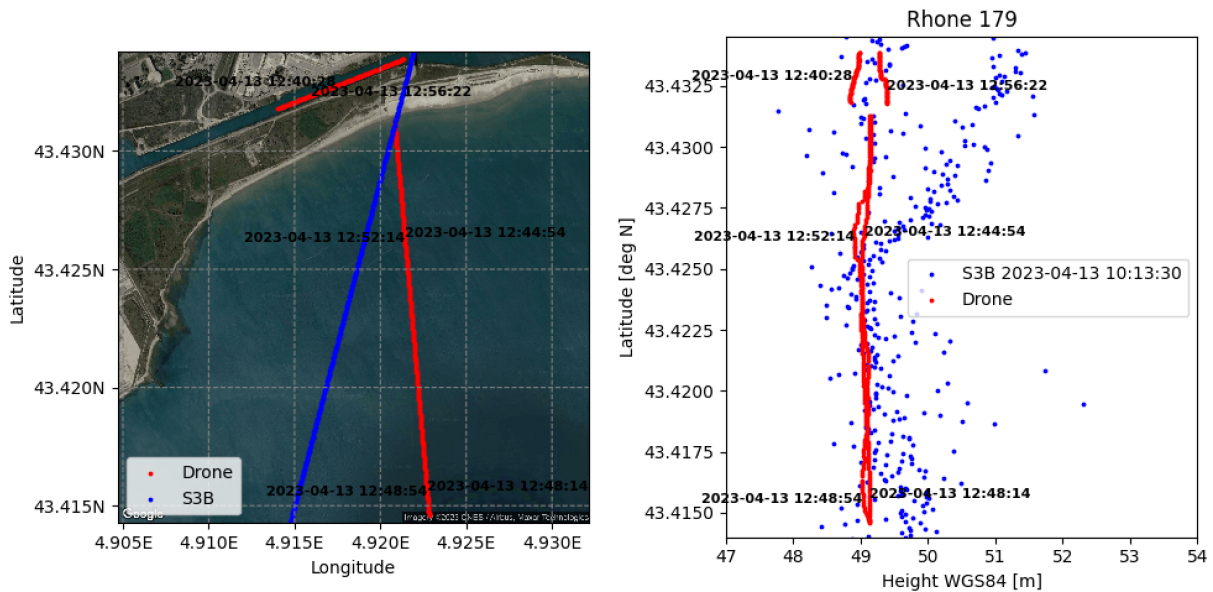 2023-04-13 12:40:28
2023-04-13 12:56:22
43.430N
2023-04-13 12:52:14
2023-04-13 12:44:54
43.425N
43.420N
Drone
S3B
2023-04-13 12:48:54
2023-04-13 12:48:14
43.415N
Google
Imagery ©2023 CNES / Airbus, Maxar Technologies
4.905E 4.910E 4.915E 4.920E 4.925E 4.930E
Longitude
Latitude
Rhone 179
2023-04-13 12:40:28
2023-04-13 12:56:22
43.4325
43.4300
43.4275
2023-04-13 12:52:14
2023-04-13 12:44:54
43.4250
S3B 2023-04-13 10:13:30
Drone
43.4225
43.4200
43.4175
2023-04-13 12:48:54
2023-04-13 12:48:14
43.4150
47 48 49 50 51 52 53 54
Height WGS84 [m]
Latitude [deg N]